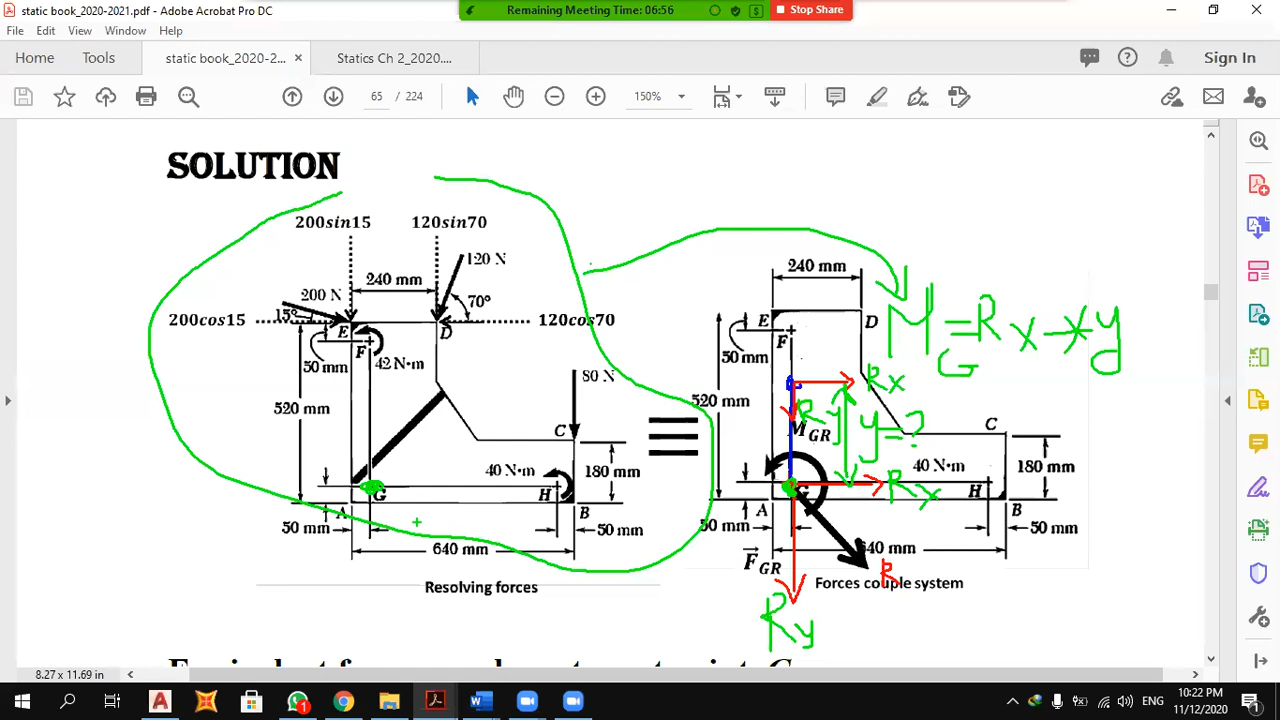 static book_2020-2021.pdf - Adobe Acrobat Pro DC
Remaining Meeting Time: 06:56
Stop Share
File Edit View Window Help
Home Tools static book_2020-2... × Statics Ch 2_2020.... Sign In
65 / 224 150%
SOLUTION
200sin15 120sin70
120 N
240 mm
200 N
15° 70°
200cos15 120cos70
E D
F
50 mm 42 N·m
80 N
520 mm
C
40 N·m 180 mm
G H
A B
50 mm 50 mm
640 mm
Resolving forces
240 mm
E D
F
50 mm
M G = Rx * y
Rx
520 mm
Ry
y = ?
MGR
C
40 N·m 180 mm
G Rx H
A B
50 mm 50 mm
640 mm
FGR
R
Forces couple system
Ry
8.27 x 11.69 in
ENG 10:22 PM
11/12/2020
1